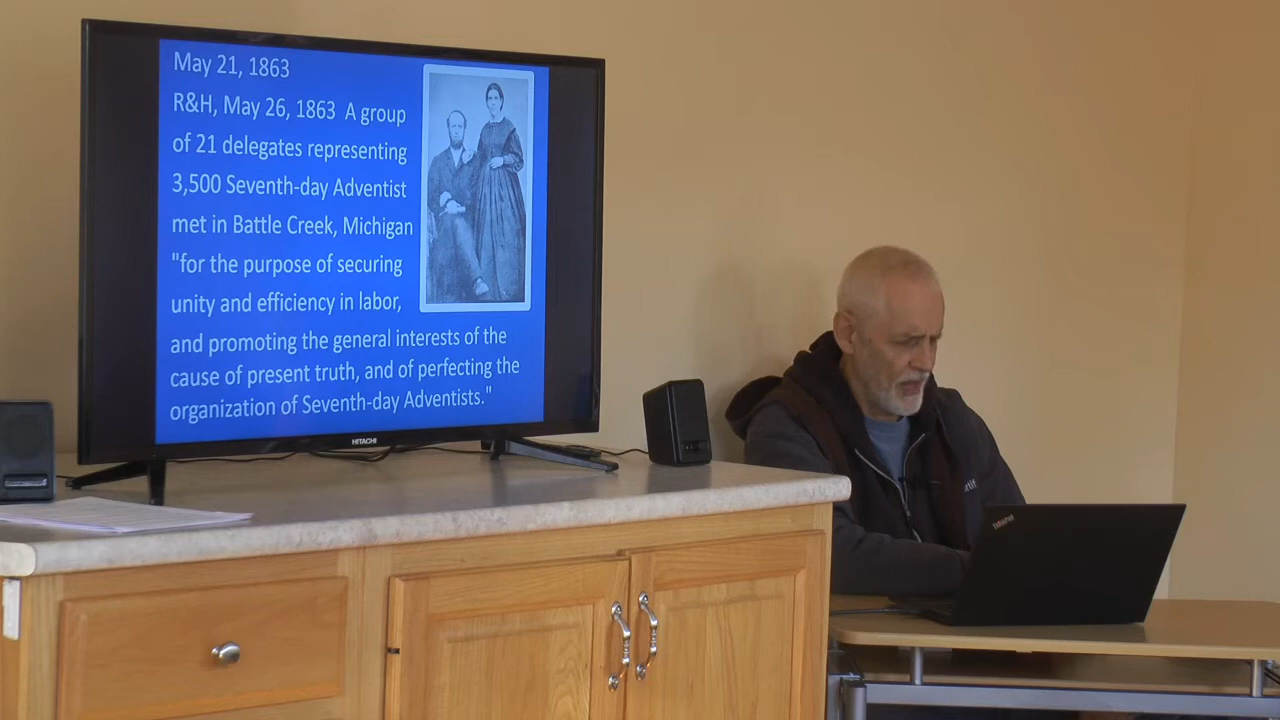 May 21, 1863
R&H, May 26, 1863 A group
of 21 delegates representing
3,500 Seventh-day Adventist
met in Battle Creek, Michigan
"for the purpose of securing
unity and efficiency in labor,
and promoting the general interests of the
cause of present truth, and of perfecting the
organization of Seventh-day Adventists."
HITACHI
ThinkPad